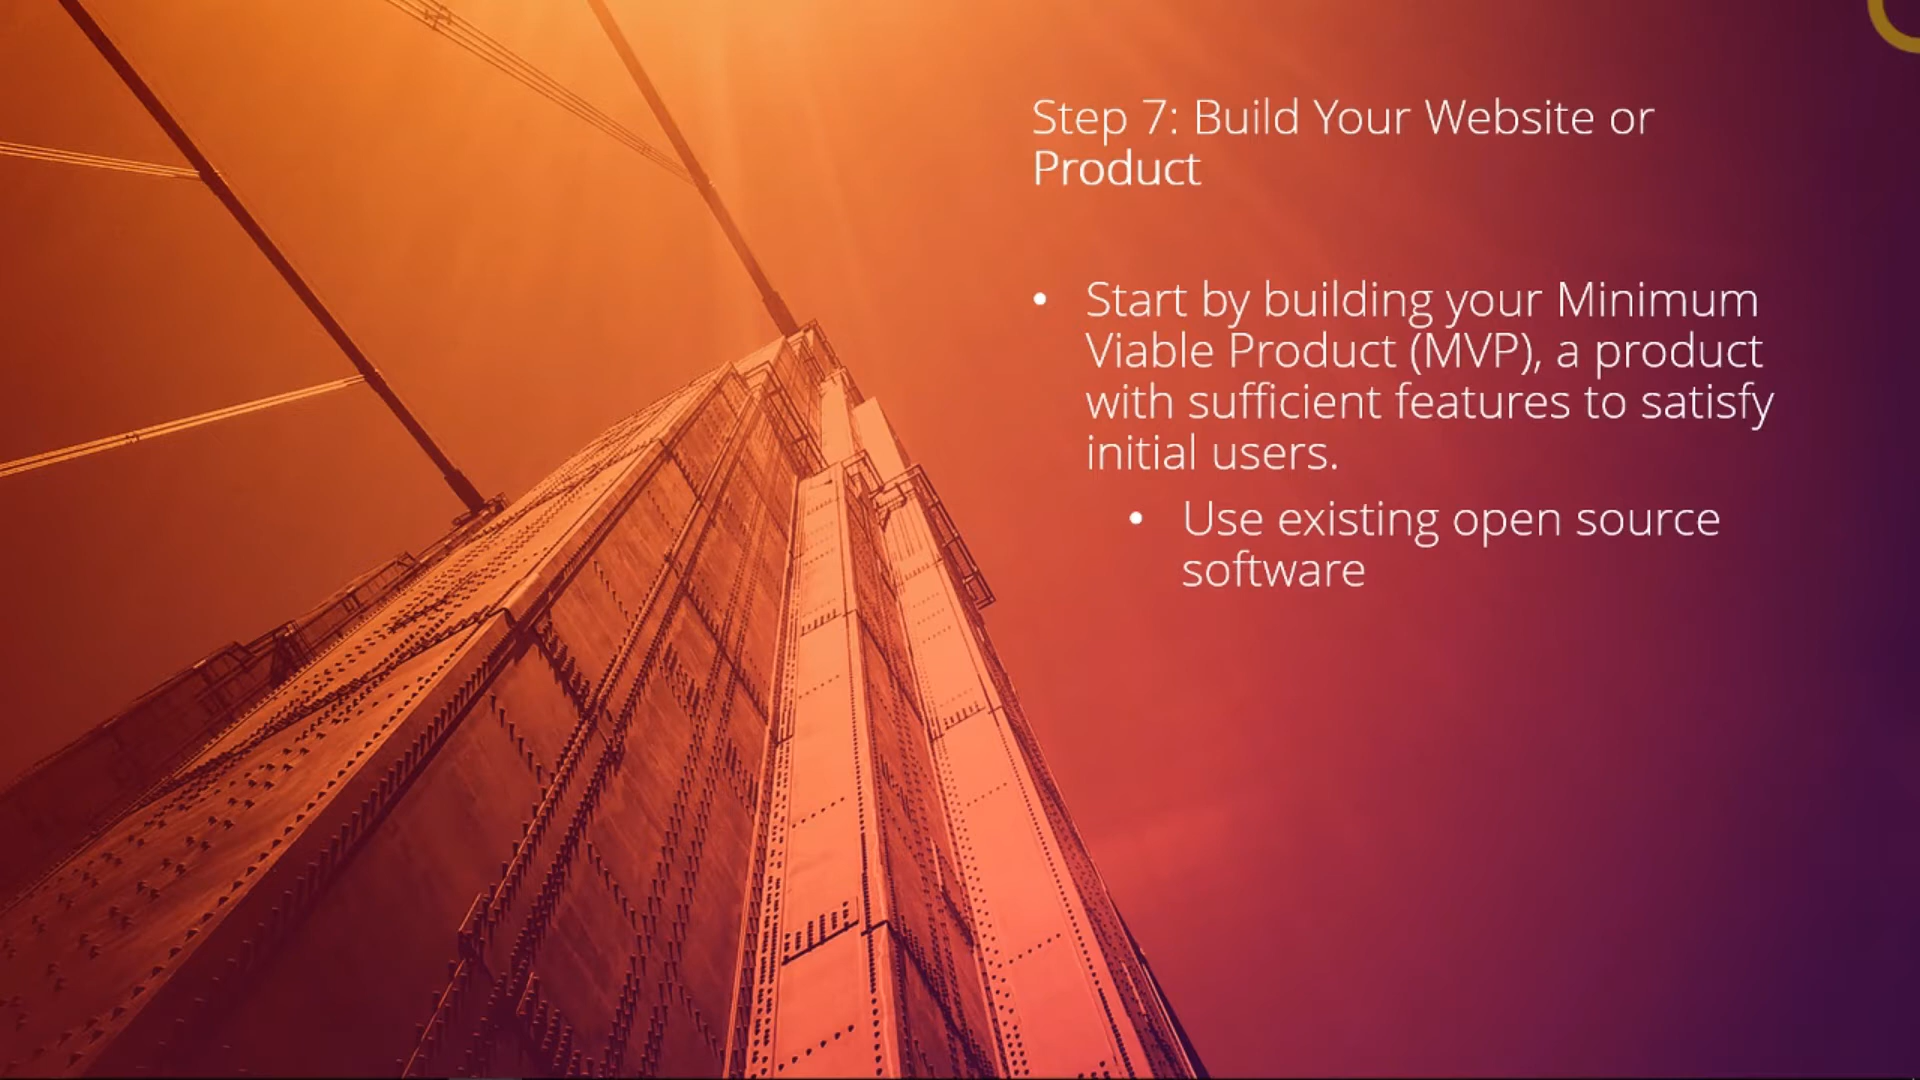 Step 7: Build Your Website or
Product
• Start by building your Minimum
Viable Product (MVP), a product
with sufficient features to satisfy
initial users.
• Use existing open source
software